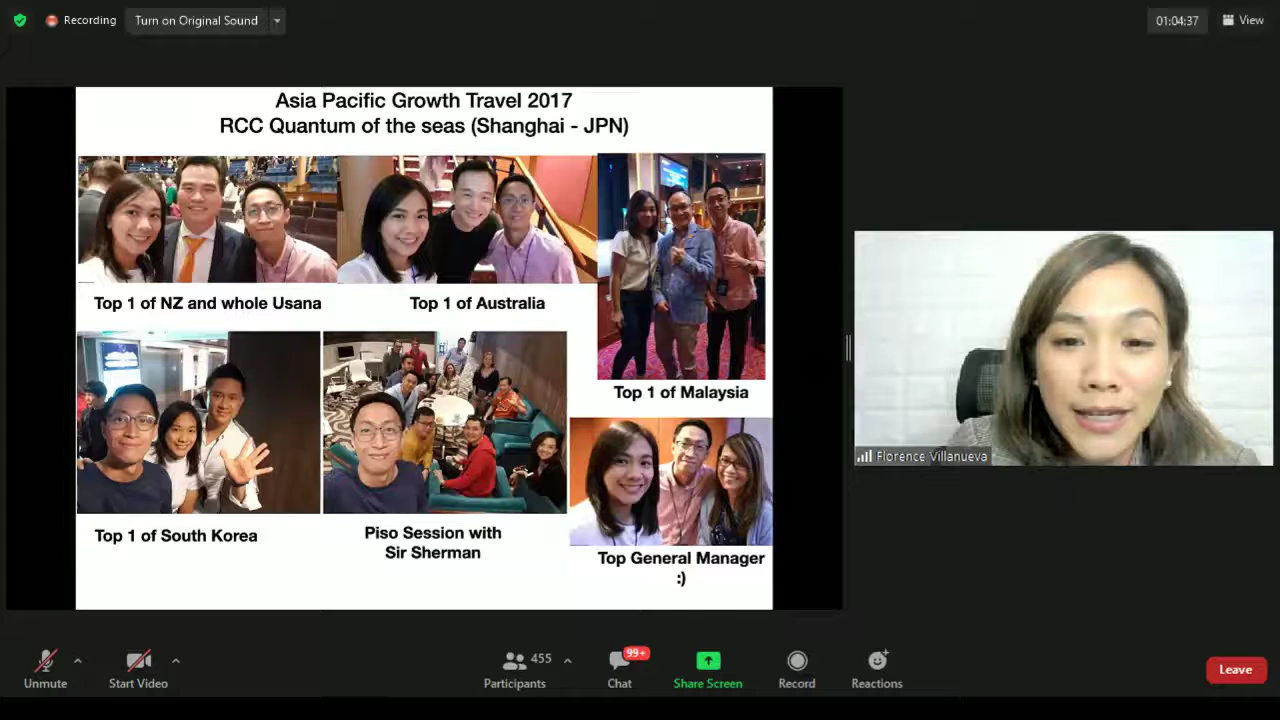 Recording
Turn on Original Sound
01:04:37
View
Asia Pacific Growth Travel 2017
RCC Quantum of the seas (Shanghai - JPN)
Top 1 of NZ and whole Usana
Top 1 of Australia
Top 1 of Malaysia
Top 1 of South Korea
Piso Session with
Sir Sherman
Top General Manager
:)
Florence Villanueva
Unmute
Start Video
455
Participants
99+
Chat
Share Screen
Record
Reactions
Leave